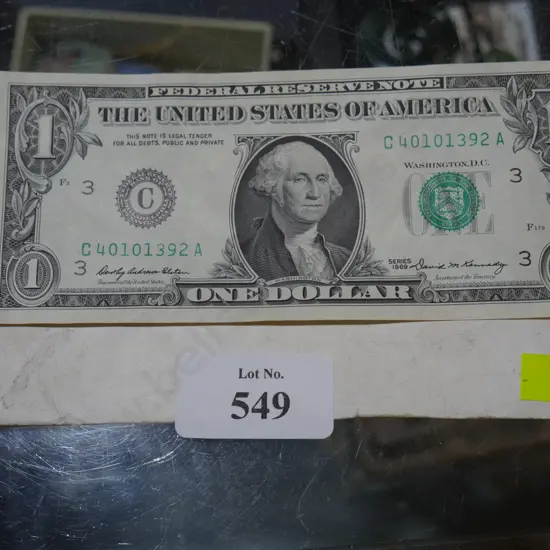 FEDERAL RESERVE NOTE
THE UNITED STATES OF AMERICA
THIS NOTE IS LEGAL TENDER
FOR ALL DEBTS, PUBLIC AND PRIVATE
C 40101392 A
WASHINGTON, D.C.
1
3
C
ONE
3
C 40101392 A
3
SERIES
1969
3
1
ONE DOLLAR
Lot No.
549